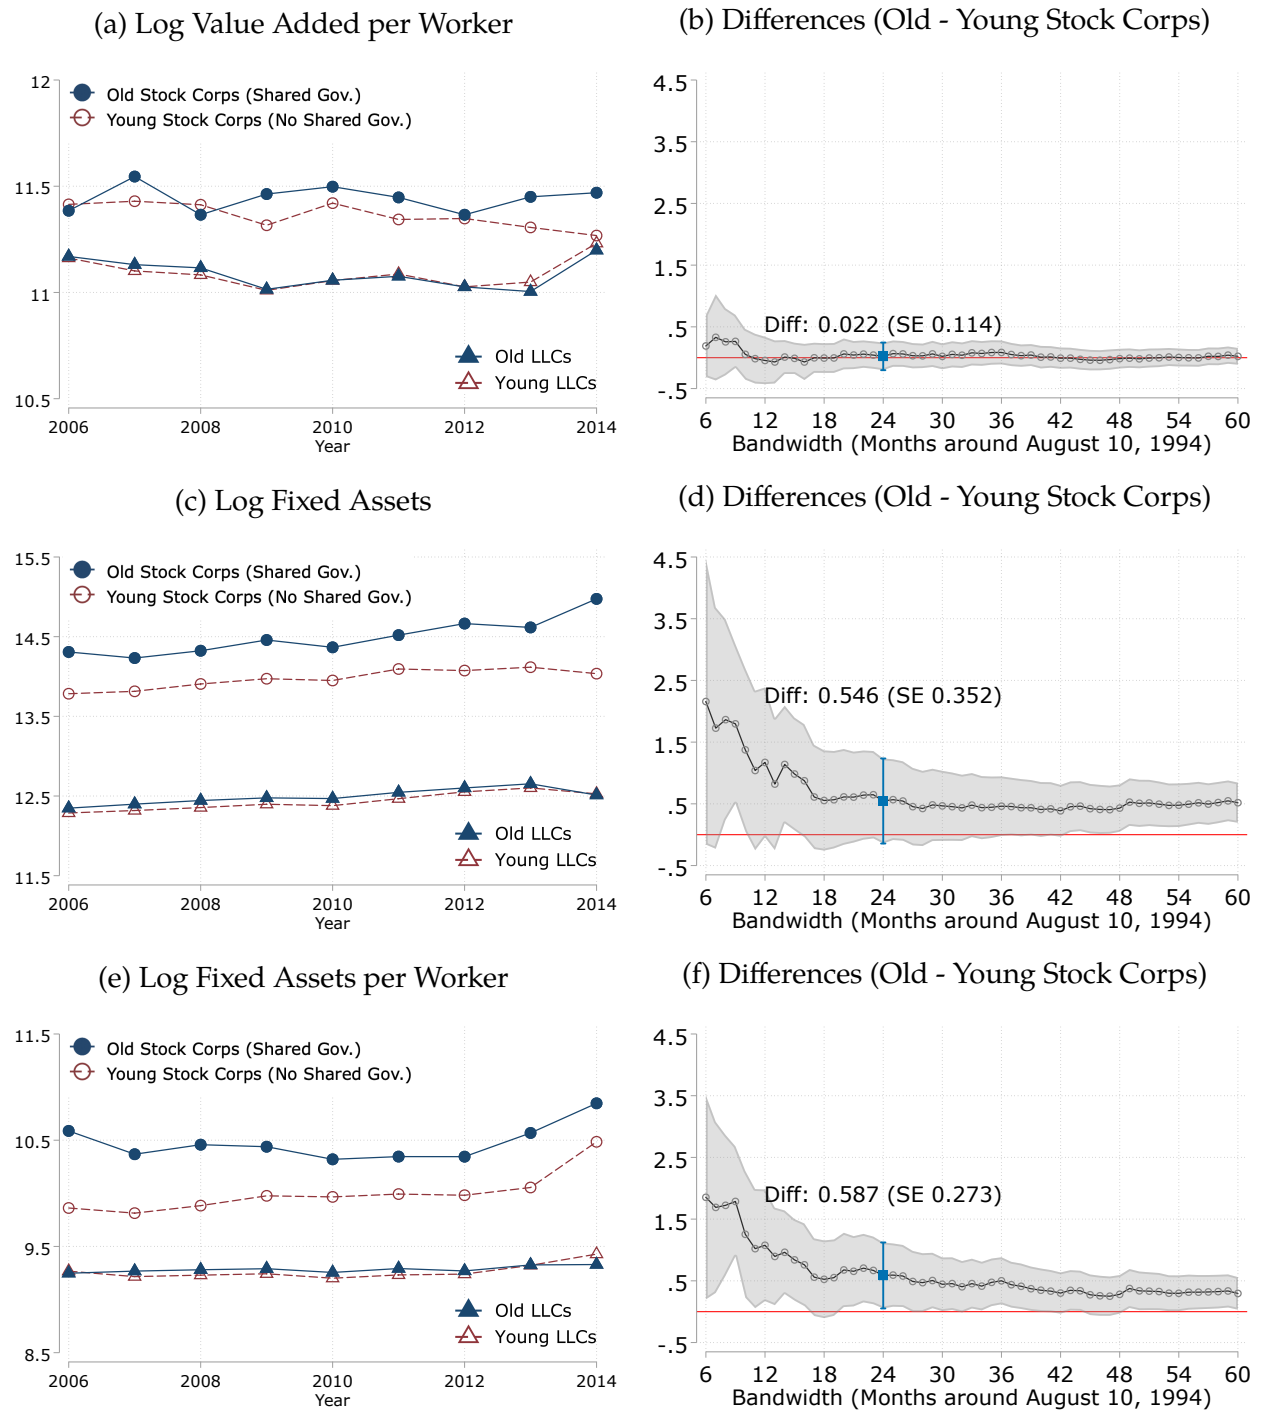 (a) Log Value Added per Worker
12
11.5
11
10.5
Old Stock Corps (Shared Gov.)
Young Stock Corps (No Shared Gov.)
Old LLCs
Young LLCs
2006 2008 2010 2012 2014
Year
(b) Differences (Old - Young Stock Corps)
4.5
3.5
2.5
1.5
.5
-.5
Diff: 0.022 (SE 0.114)
6 12 18 24 30 36 42 48 54 60
Bandwidth (Months around August 10, 1994)
(c) Log Fixed Assets
15.5
14.5
13.5
12.5
11.5
Old Stock Corps (Shared Gov.)
Young Stock Corps (No Shared Gov.)
Old LLCs
Young LLCs
2006 2008 2010 2012 2014
Year
(d) Differences (Old - Young Stock Corps)
4.5
3.5
2.5
1.5
.5
-.5
Diff: 0.546 (SE 0.352)
6 12 18 24 30 36 42 48 54 60
Bandwidth (Months around August 10, 1994)
(e) Log Fixed Assets per Worker
11.5
10.5
9.5
8.5
Old Stock Corps (Shared Gov.)
Young Stock Corps (No Shared Gov.)
Old LLCs
Young LLCs
2006 2008 2010 2012 2014
Year
(f) Differences (Old - Young Stock Corps)
4.5
3.5
2.5
1.5
.5
-.5
Diff: 0.587 (SE 0.273)
6 12 18 24 30 36 42 48 54 60
Bandwidth (Months around August 10, 1994)